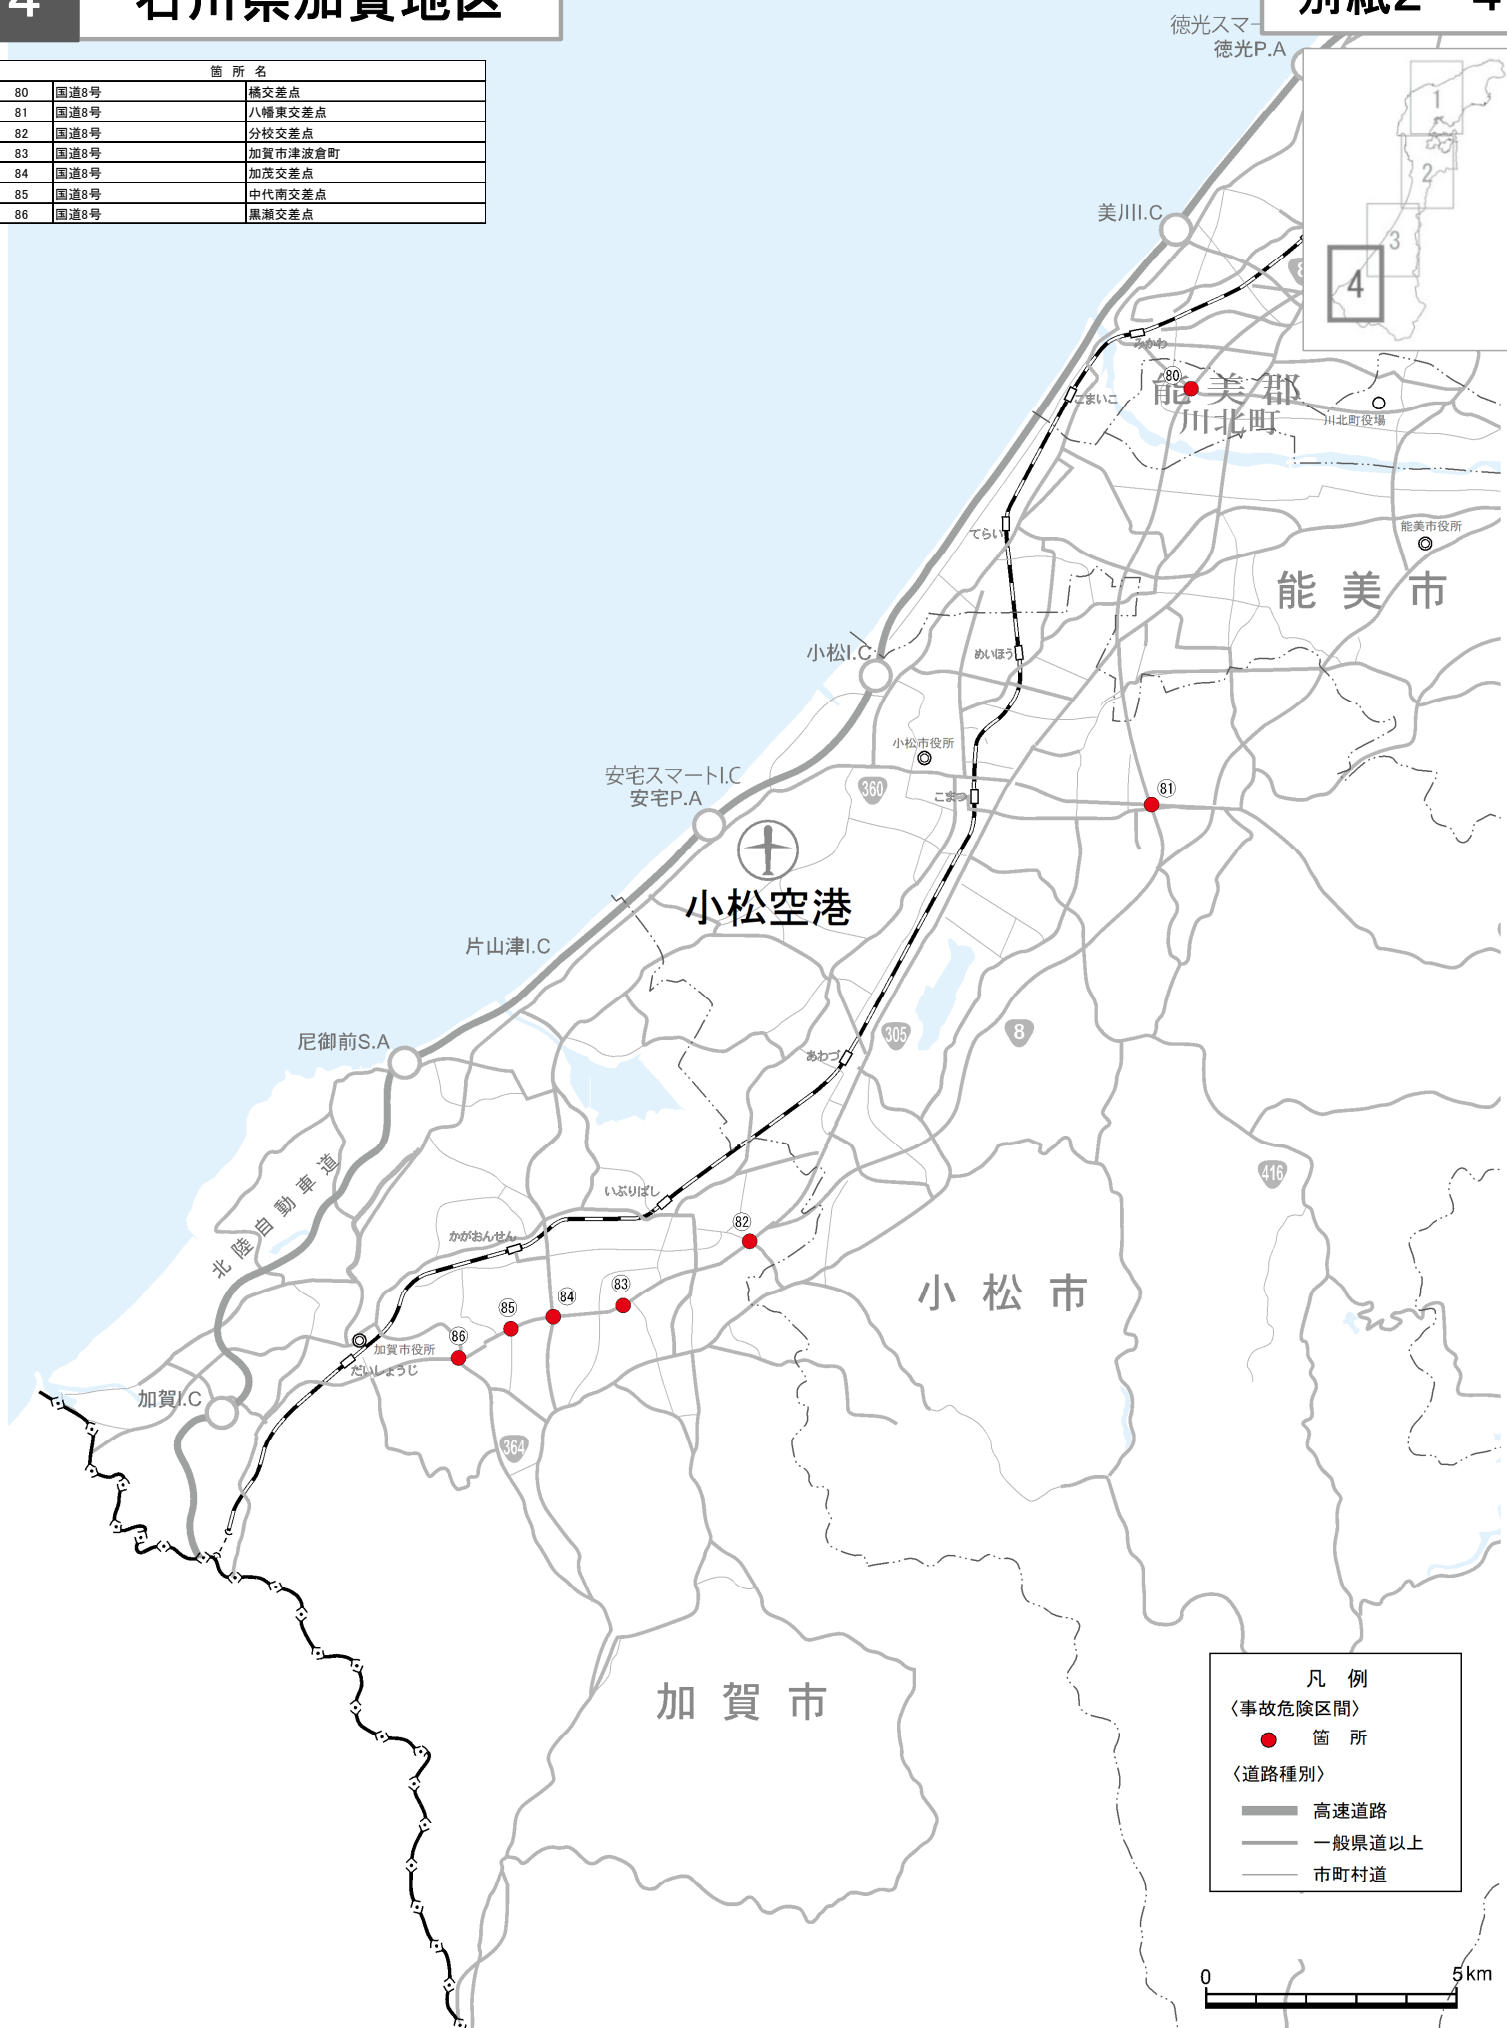 4
石川県加賀地区
別紙2 4
箇 所 名
80 国道8号 橘交差点
81 国道8号 八幡東交差点
82 国道8号 分校交差点
83 国道8号 加賀市津波倉町
84 国道8号 加茂交差点
85 国道8号 中代南交差点
86 国道8号 黒瀬交差点
徳光スマー
徳光P.A
1
2
3
4
美川I.C
8
みかわ
80
能美郡
川北町
こまいこ
川北町役場
てらい
能美市役所
能美市
小松I.C
めいほう
小松市役所
安宅スマートI.C
安宅P.A
360
こまつ
81
小松空港
片山津I.C
尼御前S.A
305
8
あわづ
北陸自動車道
416
いぶりばし
82
かがおんせん
小松市
83
84
85
86
加賀市役所
だいしょうじ
加賀I.C
364
加賀市
凡 例
〈事故危険区間〉
箇 所
〈道路種別〉
高速道路
一般県道以上
市町村道
0 5km